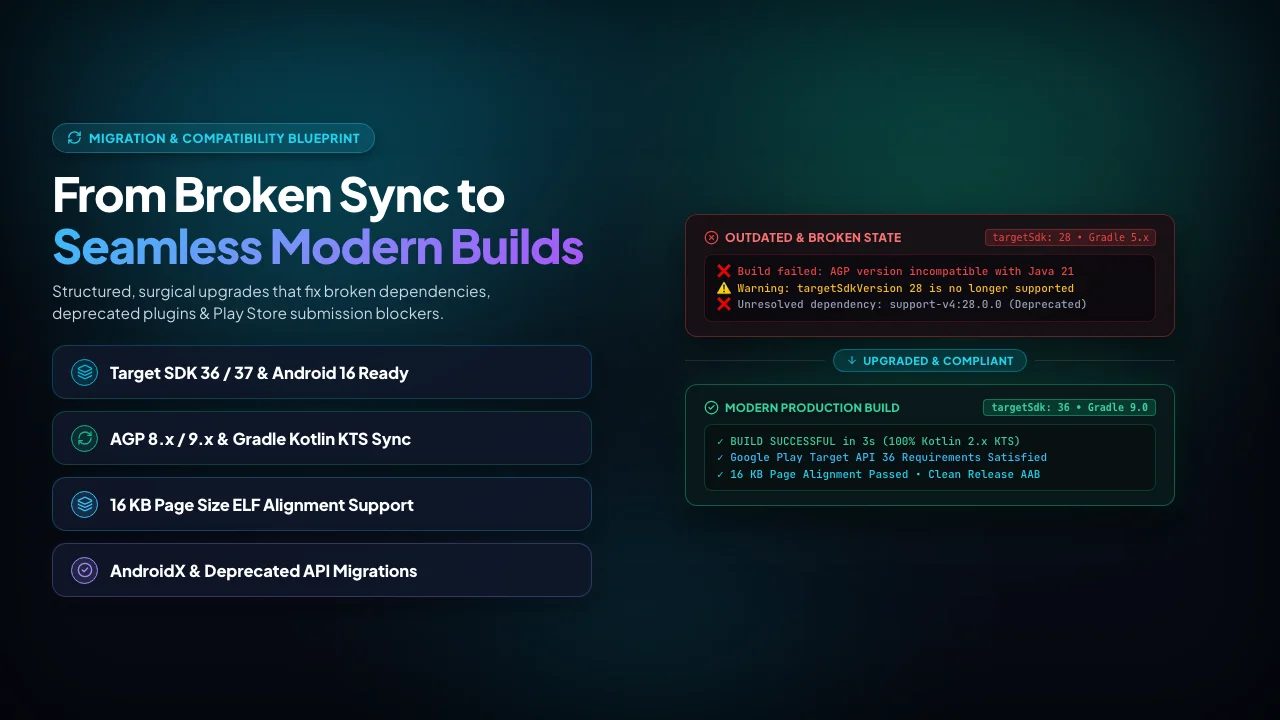 MIGRATION & COMPATIBILITY BLUEPRINT
From Broken Sync to
Seamless Modern Builds
Structured, surgical upgrades that fix broken dependencies,
deprecated plugins & Play Store submission blockers.
Target SDK 36 / 37 & Android 16 Ready
AGP 8.x / 9.x & Gradle Kotlin KTS Sync
16 KB Page Size ELF Alignment Support
AndroidX & Deprecated API Migrations
OUTDATED & BROKEN STATE
targetSdk: 28 • Gradle 5.x
❌ Build failed: AGP version incompatible with Java 21
⚠️ Warning: targetSdkVersion 28 is no longer supported
❌ Unresolved dependency: support-v4:28.0.0 (Deprecated)
↓ UPGRADED & COMPLIANT
MODERN PRODUCTION BUILD
targetSdk: 36 • Gradle 9.0
✓ BUILD SUCCESSFUL in 3s (100% Kotlin 2.x KTS)
✓ Google Play Target API 36 Requirements Satisfied
✓ 16 KB Page Alignment Passed • Clean Release AAB